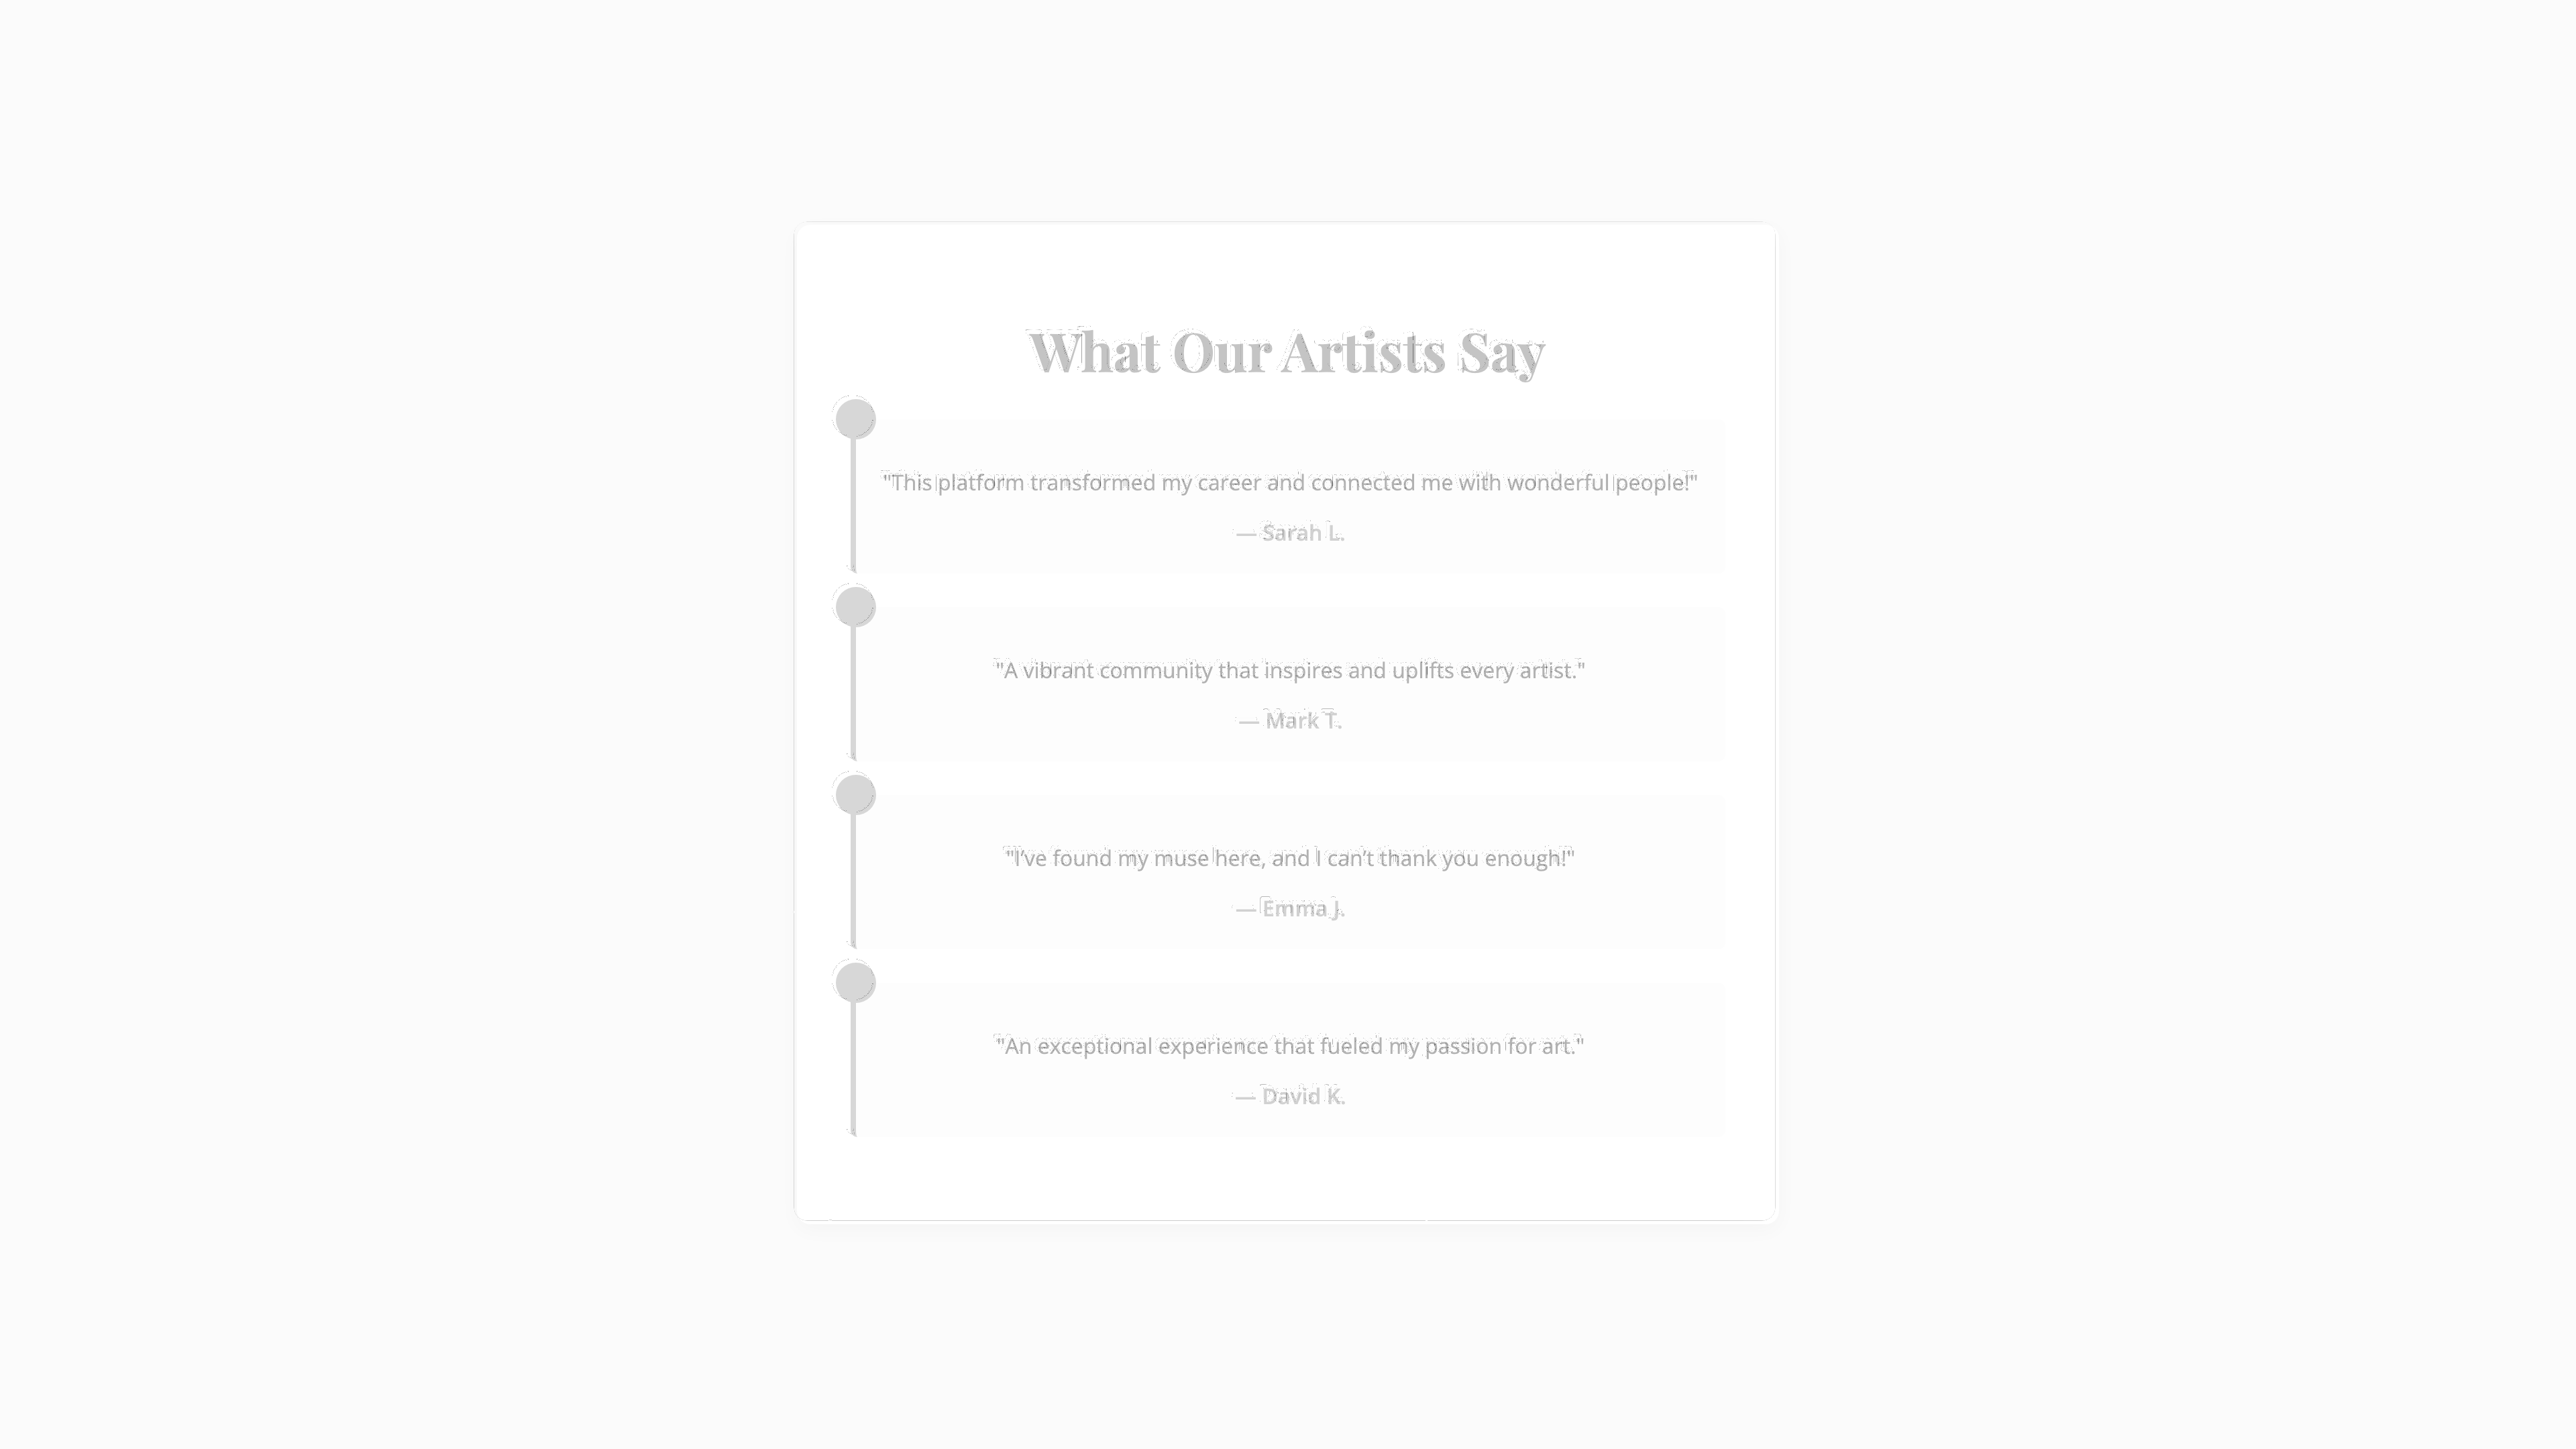 What Our Artists Say
"This platform transformed my career and connected me with wonderful people!"
— Sarah L.
"A vibrant community that inspires and uplifts every artist."
— Mark T.
"I’ve found my muse here, and I can’t thank you enough!"
— Emma J.
"An exceptional experience that fueled my passion for art."
— David K.